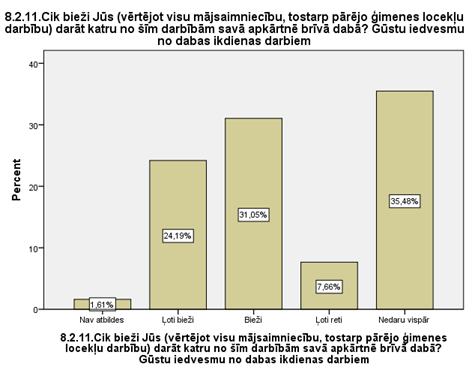 8.2.11.Cik bieži Jūs (vērtējot visu mājsaimniecību, tostarp pārējo ģimenes locekļu
darbību) darāt katru no šīm darbībām savā apkārtnē brīvā dabā? Gūstu iedvesmu
no dabas ikdienas darbiem
Percent
40
30
20
10
0
1,61%
24,19%
31,05%
7,66%
35,48%
Nav atbildes
Ļoti bieži
Bieži
Ļoti reti
Nedaru vispār
8.2.11.Cik bieži Jūs (vērtējot visu mājsaimniecību, tostarp pārējo ģimenes
locekļu darbību) darāt katru no šīm darbībām savā apkārtnē brīvā dabā?
Gūstu iedvesmu no dabas ikdienas darbiem